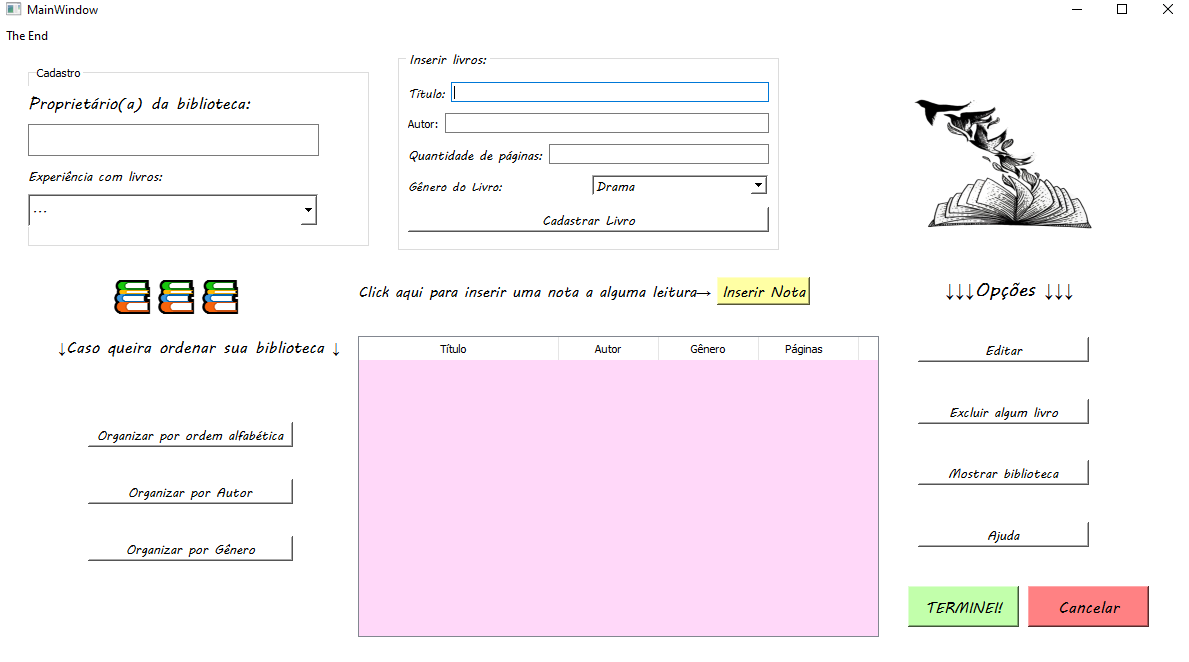 MainWindow
The End
Cadastro
Proprietário(a) da biblioteca:
Experiência com livros:
...
Inserir livros:
Título:
Autor:
Quantidade de páginas:
Gênero do Livro:
Drama
Cadastrar Livro
Click aqui para inserir uma nota a alguma leitura→
Inserir Nota
↓↓↓Opções ↓↓↓
↓Caso queira ordenar sua biblioteca ↓
Organizar por ordem alfabética
Organizar por Autor
Organizar por Gênero
Título Autor Gênero Páginas
Editar
Excluir algum livro
Mostrar biblioteca
Ajuda
TERMINEI!
Cancelar